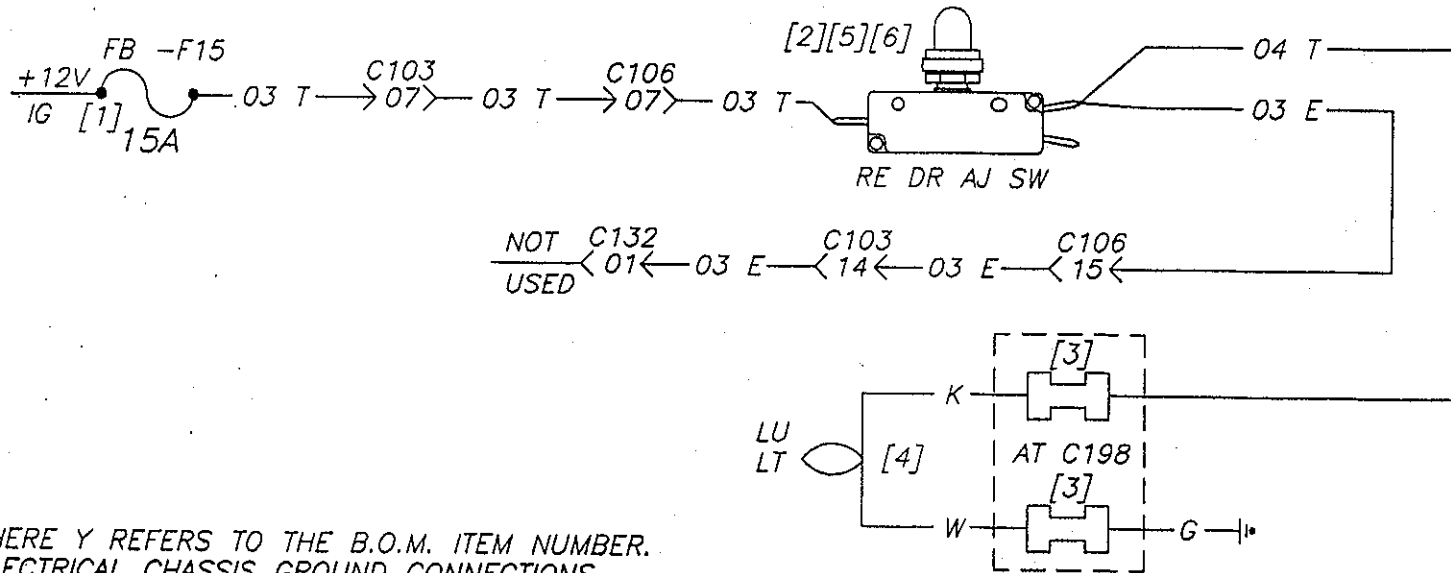 FB -F15
+12V
IG [1] 15A
03 T
C103
07
03 T
C106
07
03 T
[2][5][6]
RE DR AJ SW
04 T
03 E
NOT USED
C132
01
03 E
C103
14
03 E
C106
15
LU
LT
[4]
K
[3]
AT C198
[3]
W
G
HERE Y REFERS TO THE B.O.M. ITEM NUMBER.
ECTRICAL CHASSIS GROUND CONNECTIONS